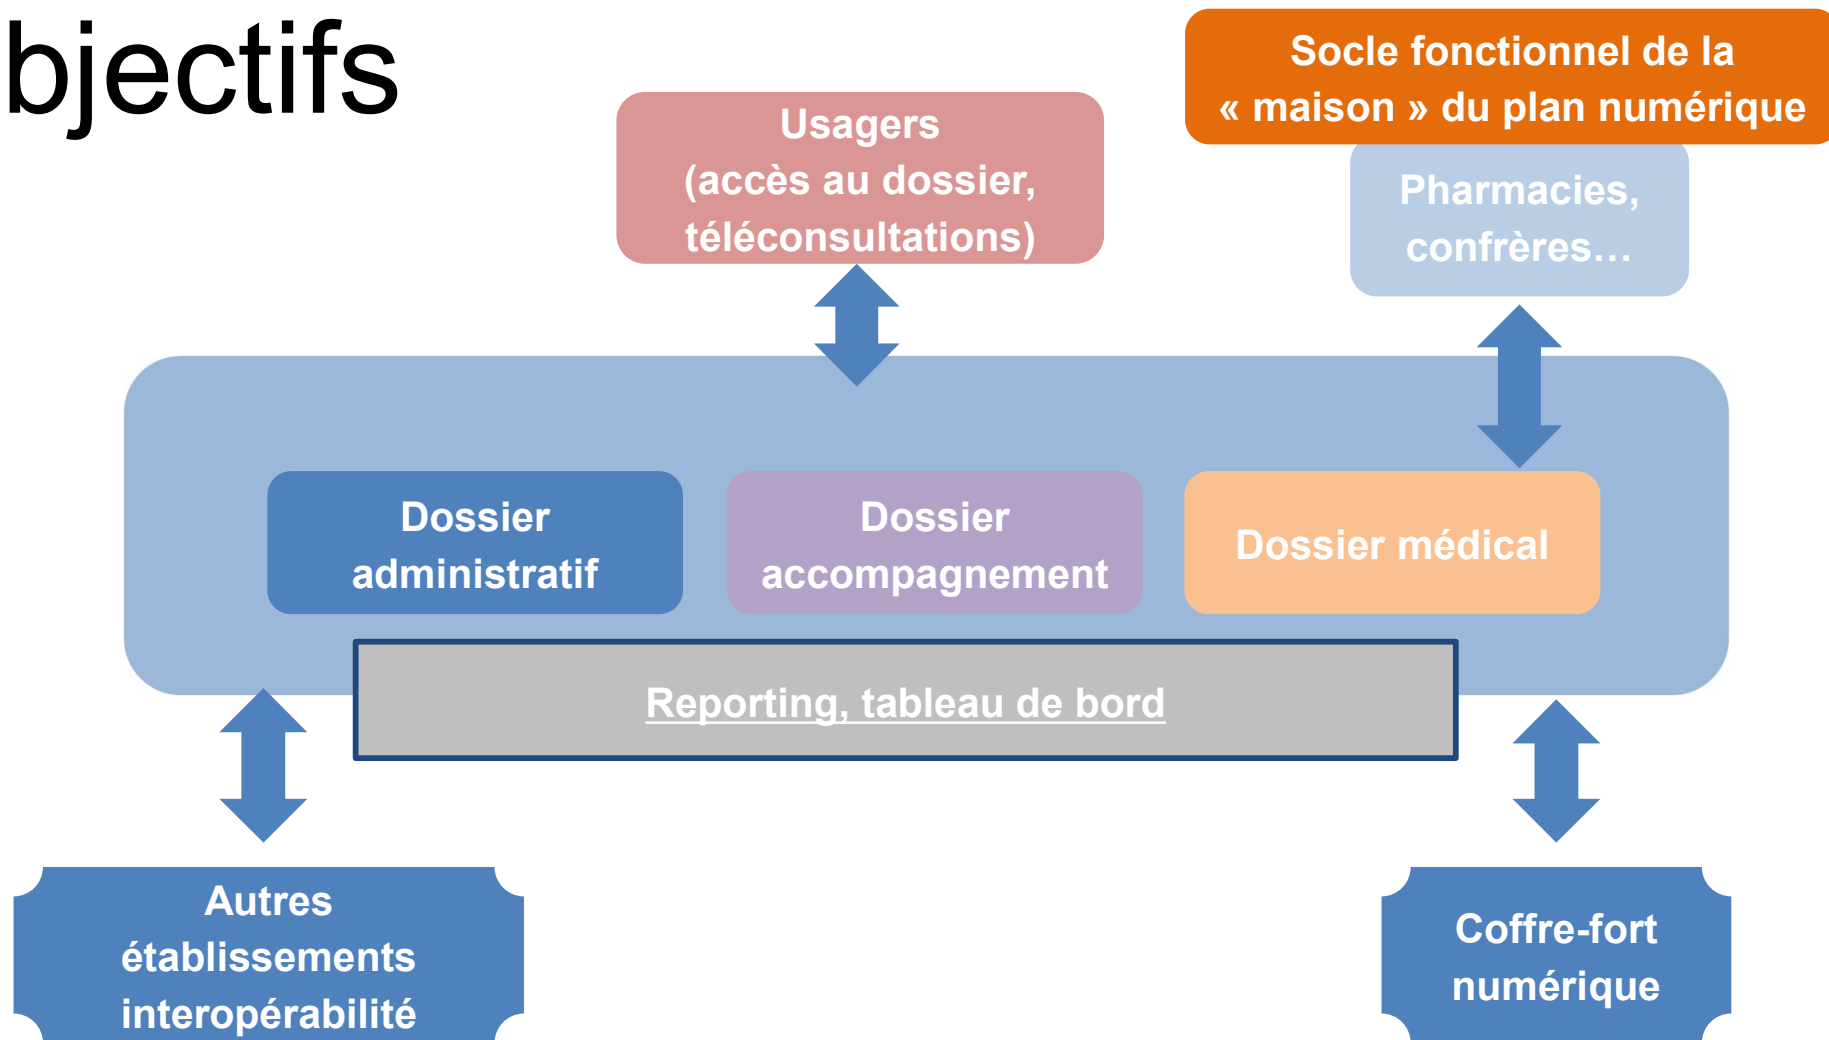 bjectifs
Socle fonctionnel de la
« maison » du plan numérique
Usagers
(accès au dossier,
téléconsultations)
Pharmacies,
confrères…
Dossier
administratif
Dossier
accompagnement
Dossier médical
Reporting, tableau de bord
Autres
établissements
interopérabilité
Coffre-fort
numérique